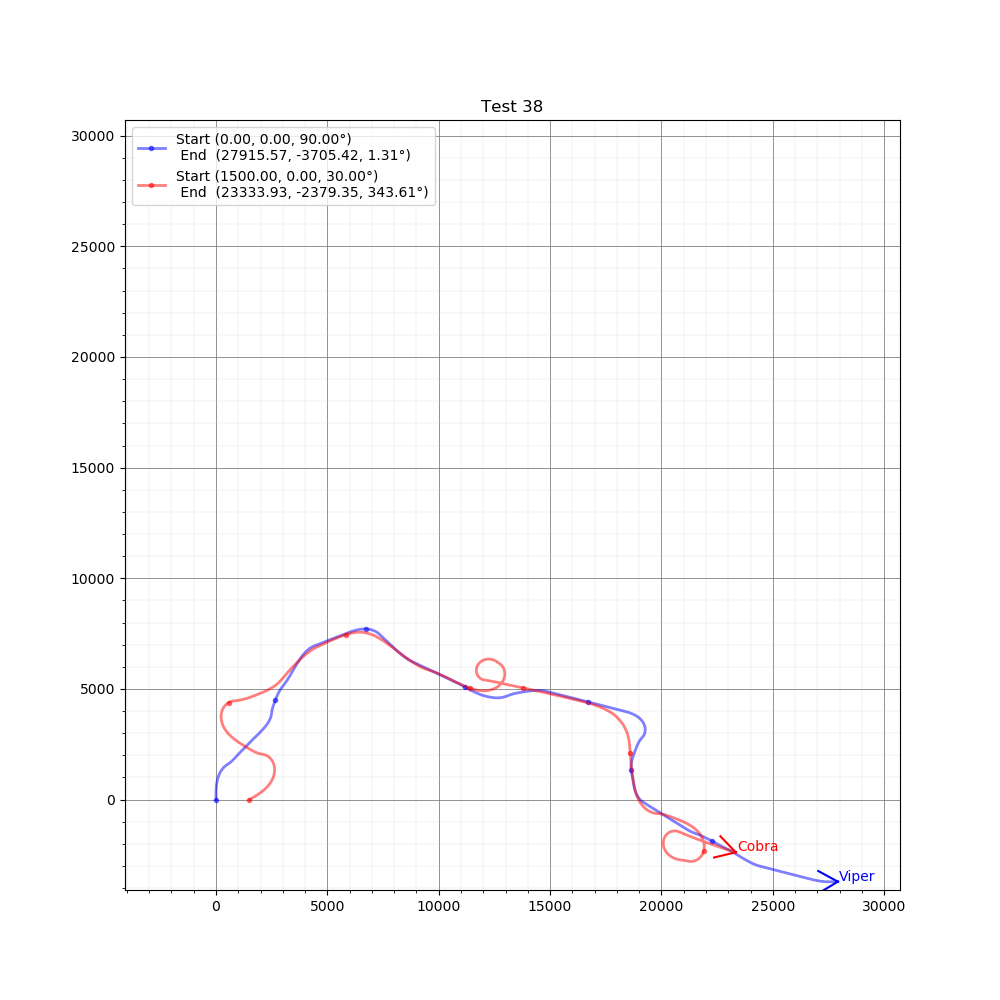 Test 38
Start (0.00, 0.00, 90.00°)
End (27915.57, -3705.42, 1.31°)
Start (1500.00, 0.00, 30.00°)
End (23333.93, -2379.35, 343.61°)
30000
25000
20000
15000
10000
5000
0
Cobra
Viper
0 5000 10000 15000 20000 25000 30000